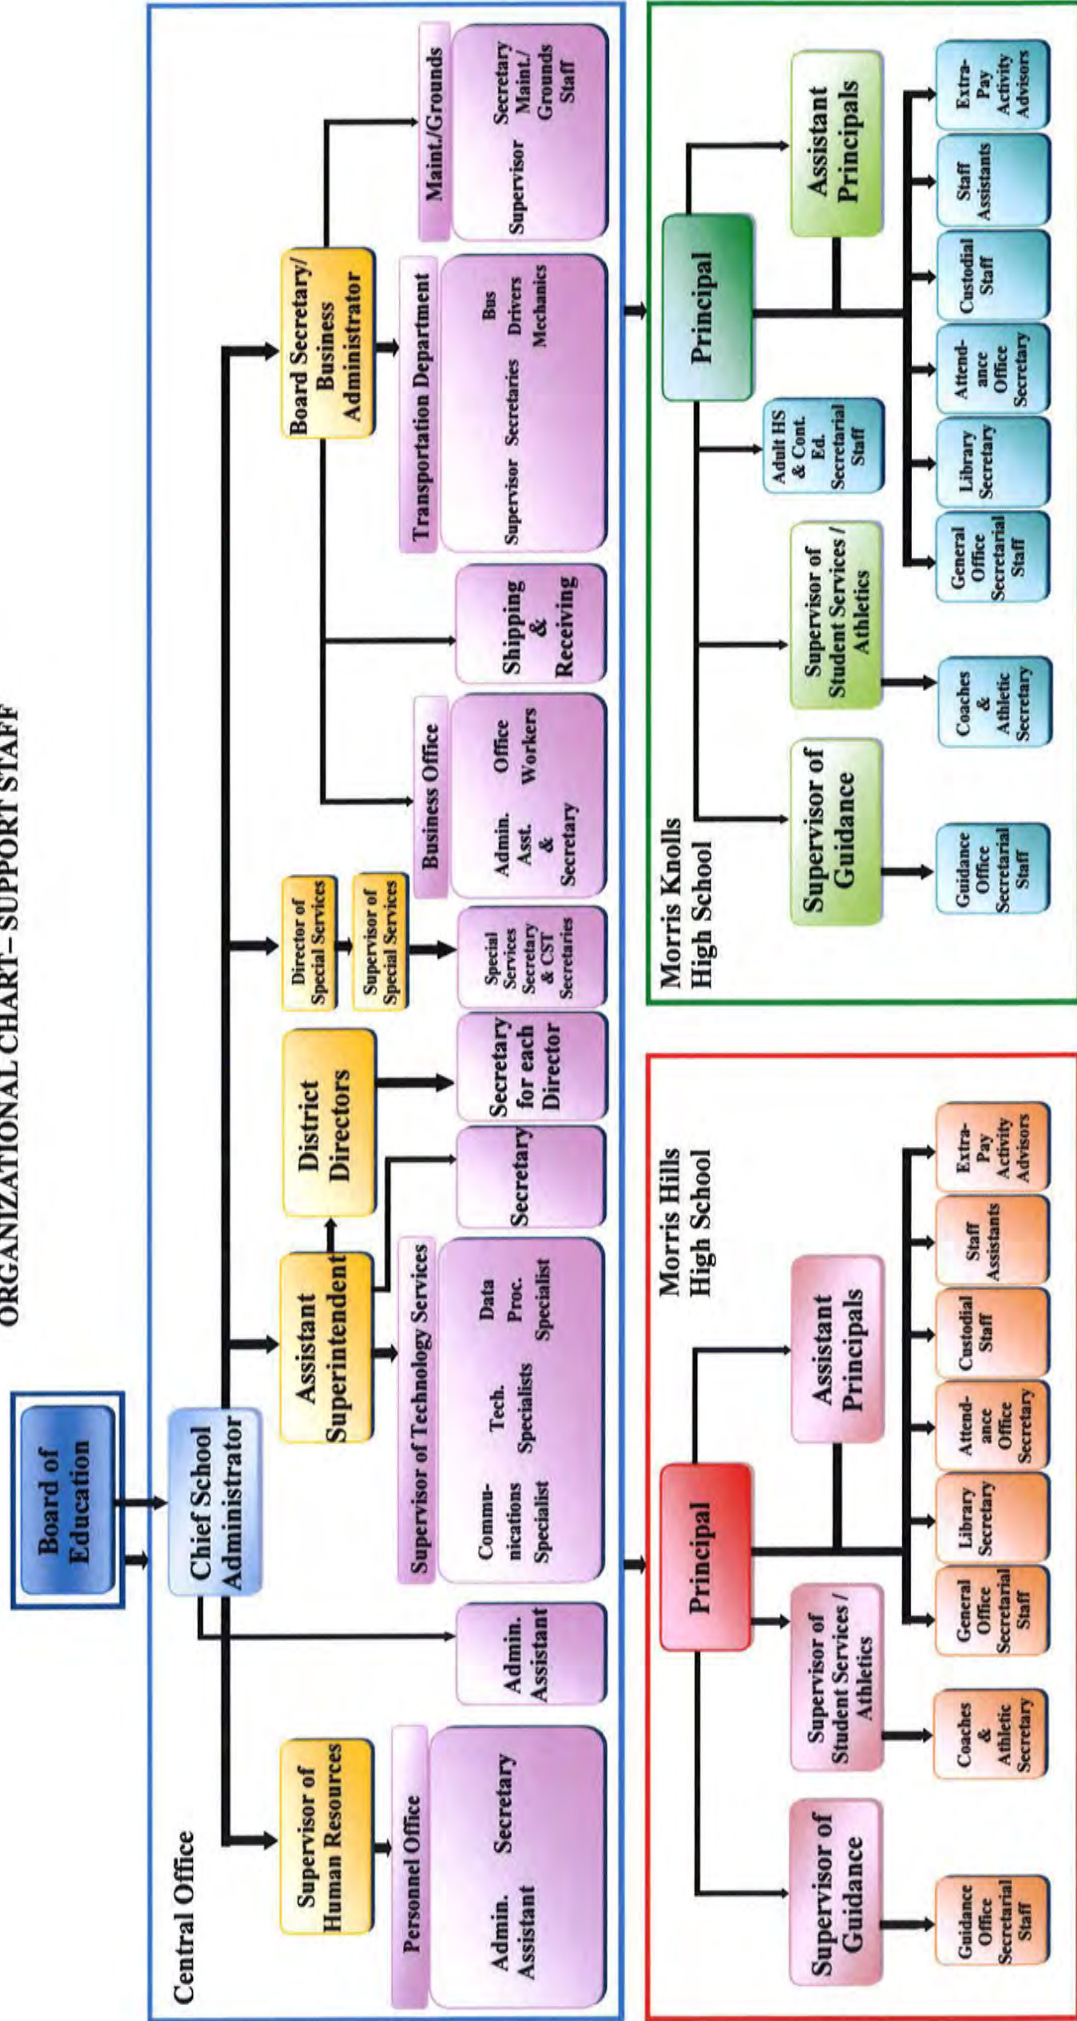 ORGANIZATIONAL CHART– SUPPORT STAFF
Board of
Education
Central Office
Chief School
Administrator
Supervisor of
Human Resources
Assistant
Superintendent
District
Directors
Director of
Special Services
Supervisor of
Special Services
Board Secretary/
Business
Administrator
Personnel Office
Admin.
Assistant
Secretary
Admin.
Assistant
Supervisor of Technology Services
Commu-
nications
Specialist
Tech.
Specialists
Data
Proc.
Specialist
Secretary
Secretary
for each
Director
Special
Services
Secretary
& CST
Secretaries
Business Office
Admin.
Asst.
&
Secretary
Office
Workers
Shipping
&
Receiving
Transportation Department
Supervisor
Secretaries
Bus
Drivers
Mechanics
Maint./Grounds
Supervisor
Secretary
Maint./
Grounds
Staff
Morris Hills
High School
Principal
Supervisor of
Guidance
Supervisor of
Student Services /
Athletics
Assistant
Principals
Guidance
Office
Secretarial
Staff
Coaches
&
Athletic
Secretary
General
Office
Secretarial
Staff
Library
Secretary
Attend-
ance
Office
Secretary
Custodial
Staff
Staff
Assistants
Extra-
Pay
Activity
Advisors
Morris Knolls
High School
Principal
Supervisor of
Guidance
Supervisor of
Student Services /
Athletics
Adult HS
& Cont.
Ed.
Secretarial
Staff
Assistant
Principals
Guidance
Office
Secretarial
Staff
Coaches
&
Athletic
Secretary
General
Office
Secretarial
Staff
Library
Secretary
Attend-
ance
Office
Secretary
Custodial
Staff
Staff
Assistants
Extra-
Pay
Activity
Advisors